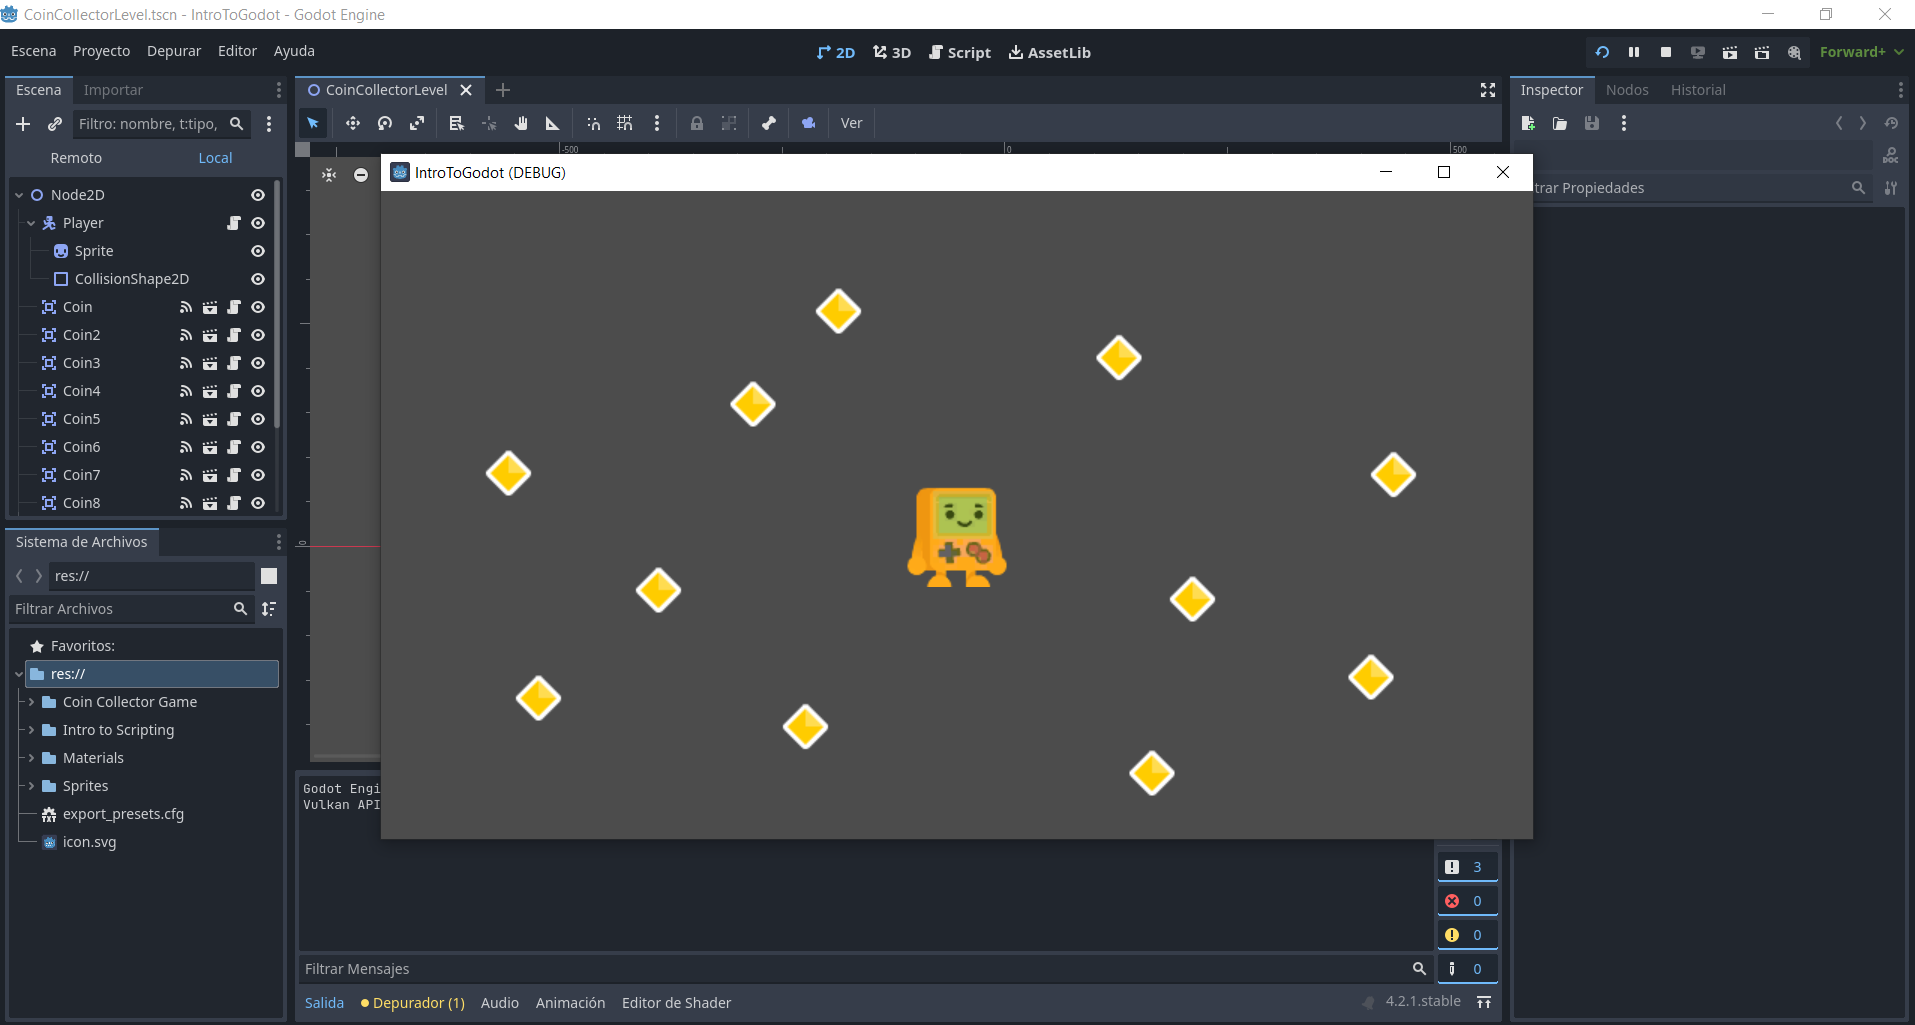 CoinCollectorLevel.tscn - IntroToGodot - Godot Engine
Escena Proyecto Depurar Editor Ayuda
2D 3D Script AssetLib
Forward+
Escena Importar
Filtro: nombre, t:tipo,
Remoto Local
Node2D
Player
Sprite
CollisionShape2D
Coin
Coin2
Coin3
Coin4
Coin5
Coin6
Coin7
Coin8
Sistema de Archivos
res://
Filtrar Archivos
Favoritos:
res://
Coin Collector Game
Intro to Scripting
Materials
Sprites
export_presets.cfg
icon.svg
CoinCollectorLevel
Ver
-500 0 500
0
IntroToGodot (DEBUG)
Godot Engi
Vulkan API
3
0
0
0
Filtrar Mensajes
Salida Depurador (1) Audio Animación Editor de Shader
4.2.1.stable
Inspector Nodos Historial
DOC
trar Propiedades